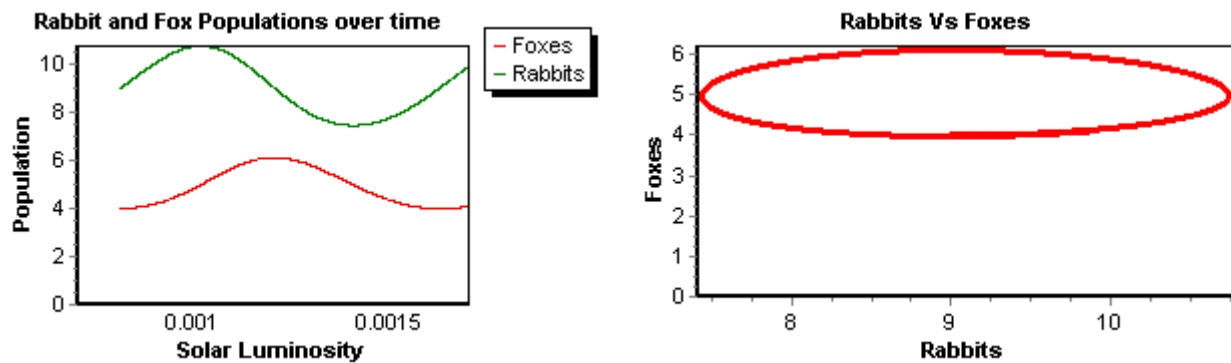 Rabbit and Fox Populations over time
Foxes
Rabbits
Population
10
8
6
4
2
0
0.001
0.0015
Solar Luminosity
Rabbits Vs Foxes
Foxes
6
5
4
3
2
1
0
8
9
10
Rabbits